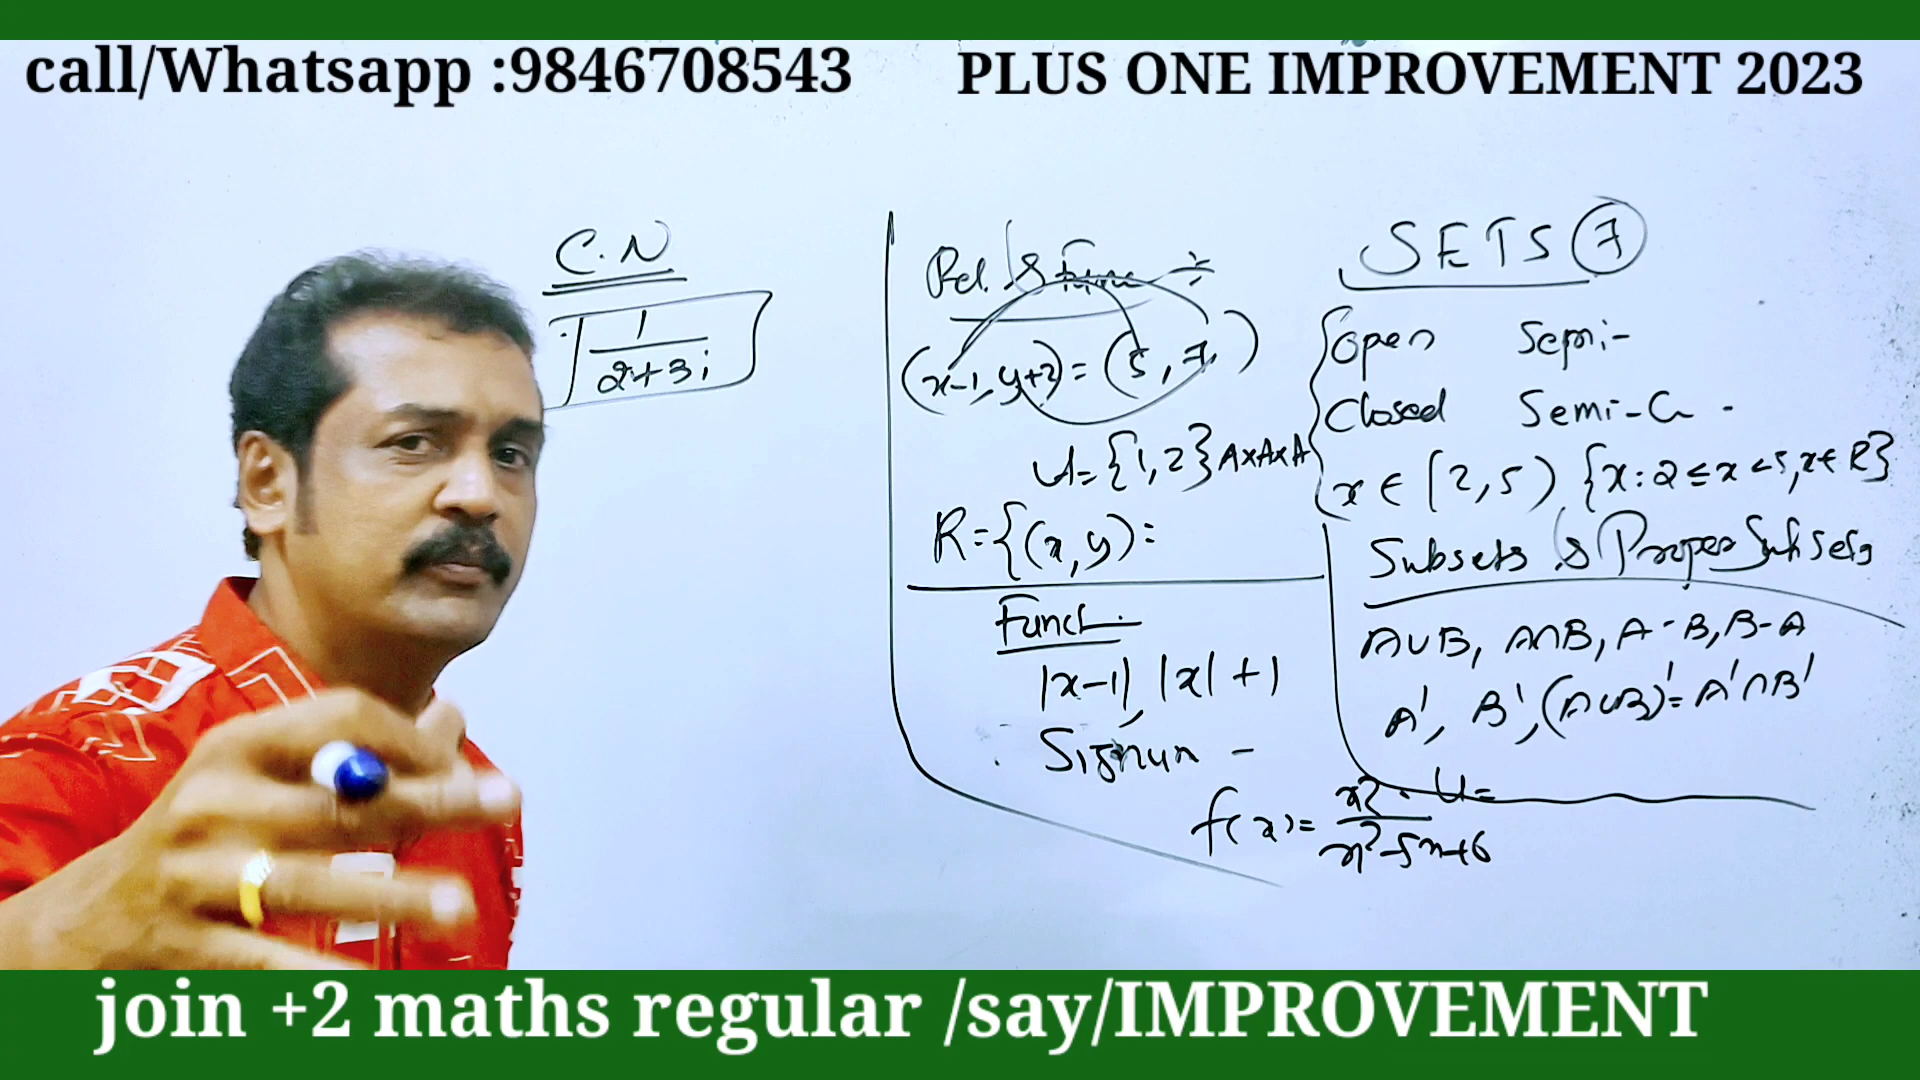 call/Whatsapp :9846708543
PLUS ONE IMPROVEMENT 2023
C.N
1
2+3i
Rel. & Func
(x-1, y+2) = (5, 7)
U= {1,2} A×A×A
R={(x,y):
Funct.
|x-1|, |x| +1
Signum -
f(x)= x²
x²-5x+6
SETS 7
Open Semi-
Closed Semi-C
x ∈ [2,5) {x: 2≤x<5, x∈R}
Subsets & Proper Subsets
A∪B, A∩B, A-B, B-A
A', B', (A∪B)'= A'∩B'
U=
join +2 maths regular /say/IMPROVEMENT